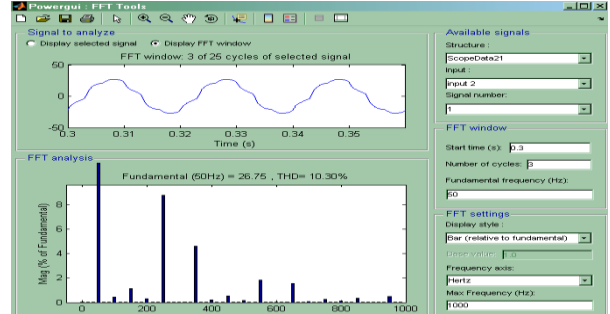 Powergui : FFT Tools
Signal to analyze
Display selected signal
Display FFT window
FFT window: 3 of 25 cycles of selected signal
50
0
-50
0.3 0.31 0.32 0.33 0.34 0.35
Time (s)
FFT analysis
Fundamental (50Hz) = 26.75 , THD= 10.30%
Mag (% of Fundamental)
8
6
4
2
0
0 200 400 600 800 1000
Available signals
Structure :
ScopeData21
input :
input 2
Signal number:
1
FFT window
Start time (s): 0.3
Number of cycles: 3
Fundamental frequency (Hz):
50
FFT settings
Display style :
Bar (relative to fundamental)
Base value: 1.0
Frequency axis:
Hertz
Max Frequency (Hz):
1000